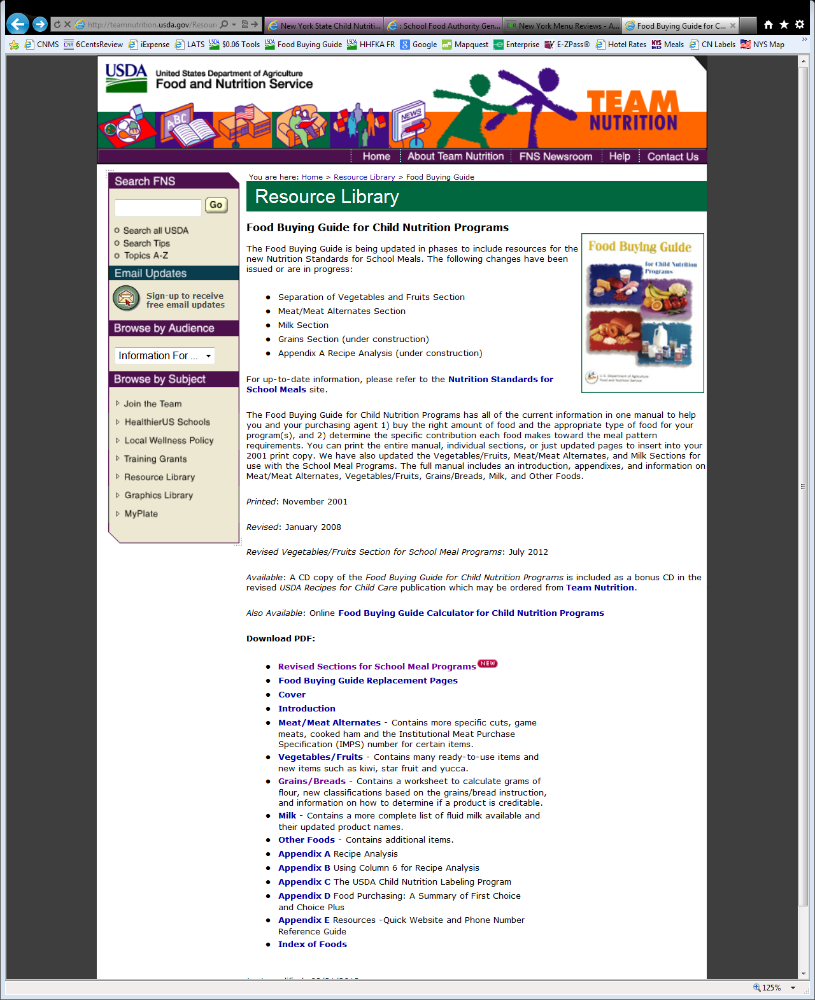 http://teamnutrition.usda.gov/Resour
New York State Child Nutriti...
: School Food Authority Gen...
New York Menu Reviews - A...
Food Buying Guide for C...
CNMS
6CentsReview
iExpense
LATS
$0.06 Tools
Food Buying Guide
HHFKA FR
Google
Mapquest
Enterprise
E-ZPass®
Hotel Rates
Meals
CN Labels
NYS Map
USDA
United States Department of Agriculture
Food and Nutrition Service
ABC
NEWS
TEAM
NUTRITION
Home
About Team Nutrition
FNS Newsroom
Help
Contact Us
Search FNS
Go
Search all USDA
Search Tips
Topics A-Z
Email Updates
Sign-up to receive
free email updates
Browse by Audience
Information For ...
Browse by Subject
Join the Team
HealthierUS Schools
Local Wellness Policy
Training Grants
Resource Library
Graphics Library
MyPlate
You are here: Home > Resource Library > Food Buying Guide
Resource Library
Food Buying Guide for Child Nutrition Programs
The Food Buying Guide is being updated in phases to include resources for the
new Nutrition Standards for School Meals. The following changes have been
issued or are in progress:
Food Buying Guide
for Child Nutrition
Programs
U.S. Department of Agriculture
Food and Nutrition Service
• Separation of Vegetables and Fruits Section
• Meat/Meat Alternates Section
• Milk Section
• Grains Section (under construction)
• Appendix A Recipe Analysis (under construction)
For up-to-date information, please refer to the Nutrition Standards for
School Meals site.
The Food Buying Guide for Child Nutrition Programs has all of the current information in one manual to help
you and your purchasing agent 1) buy the right amount of food and the appropriate type of food for your
program(s), and 2) determine the specific contribution each food makes toward the meal pattern
requirements. You can print the entire manual, individual sections, or just updated pages to insert into your
2001 print copy. We have also updated the Vegetables/Fruits, Meat/Meat Alternates, and Milk Sections for
use with the School Meal Programs. The full manual includes an introduction, appendixes, and information on
Meat/Meat Alternates, Vegetables/Fruits, Grains/Breads, Milk, and Other Foods.
Printed: November 2001
Revised: January 2008
Revised Vegetables/Fruits Section for School Meal Programs: July 2012
Available: A CD copy of the Food Buying Guide for Child Nutrition Programs is included as a bonus CD in the
revised USDA Recipes for Child Care publication which may be ordered from Team Nutrition.
Also Available: Online Food Buying Guide Calculator for Child Nutrition Programs
Download PDF:
• Revised Sections for School Meal Programs NEW
• Food Buying Guide Replacement Pages
• Cover
• Introduction
• Meat/Meat Alternates - Contains more specific cuts, game
meats, cooked ham and the Institutional Meat Purchase
Specification (IMPS) number for certain items.
• Vegetables/Fruits - Contains many ready-to-use items and
new items such as kiwi, star fruit and yucca.
• Grains/Breads - Contains a worksheet to calculate grams of
flour, new classifications based on the grains/bread instruction,
and information on how to determine if a product is creditable.
• Milk - Contains a more complete list of fluid milk available and
their updated product names.
• Other Foods - Contains additional items.
• Appendix A Recipe Analysis
• Appendix B Using Column 6 for Recipe Analysis
• Appendix C The USDA Child Nutrition Labeling Program
• Appendix D Food Purchasing: A Summary of First Choice
and Choice Plus
• Appendix E Resources -Quick Website and Phone Number
Reference Guide
• Index of Foods
125%